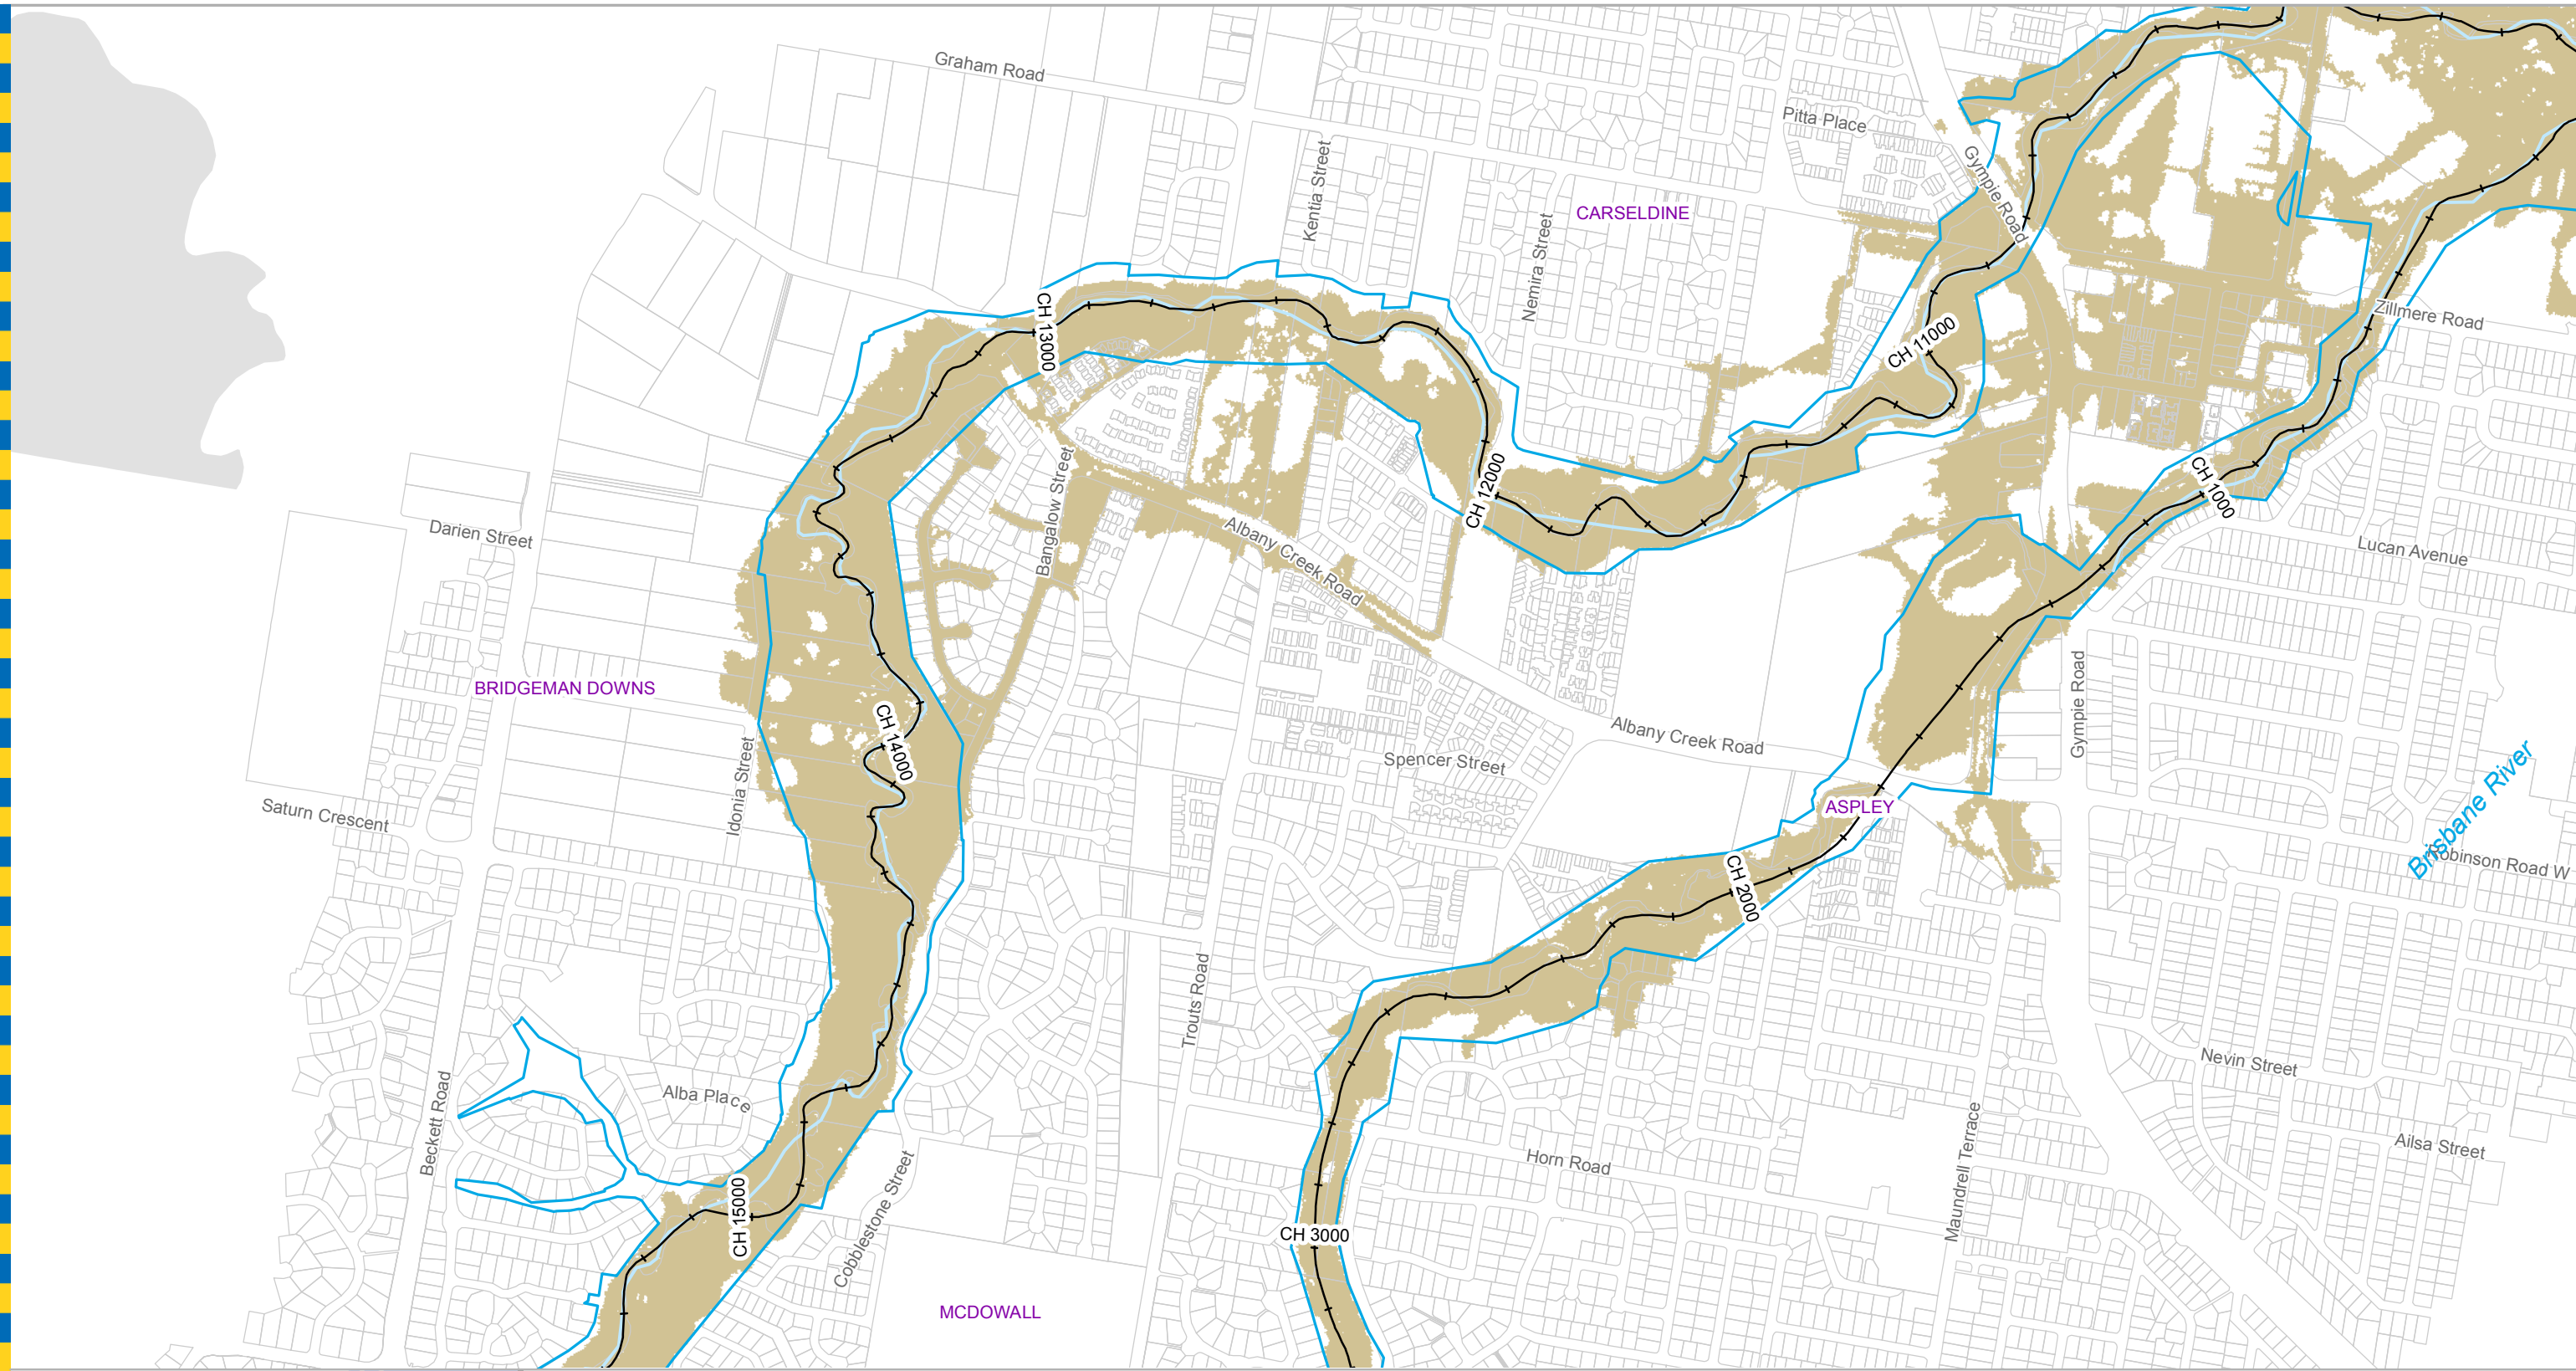 Graham Road
Pitta Place
Kentia Street
Gympie Road
CARSELDINE
Nemira Street
CH 13000
Zillmere Road
CH 11000
CH 12000
CH 1000
Bangalow Street
Darien Street
Albany Creek Road
Lucan Avenue
BRIDGEMAN DOWNS
Gympie Road
CH 14000
Albany Creek Road
Idonia Street
Spencer Street
Brisbane River
Saturn Crescent
ASPLEY
Robinson Road W
CH 2000
Trouts Road
Nevin Street
Alba Place
Beckett Road
Maundrell Terrace
Ailsa Street
Horn Road
CH 15000
Cobblestone Street
CH 3000
MCDOWALL